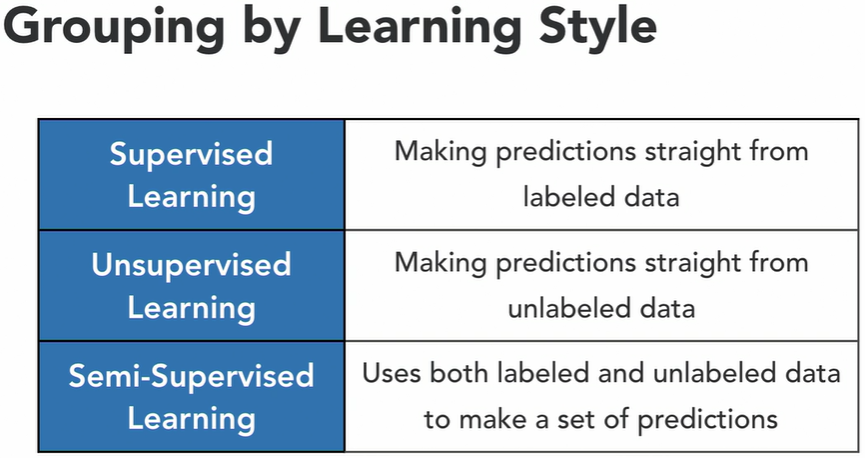 Grouping by Learning Style
Supervised
Learning
Making predictions straight from
labeled data
Unsupervised
Learning
Making predictions straight from
unlabeled data
Semi-Supervised
Learning
Uses both labeled and unlabeled data
to make a set of predictions